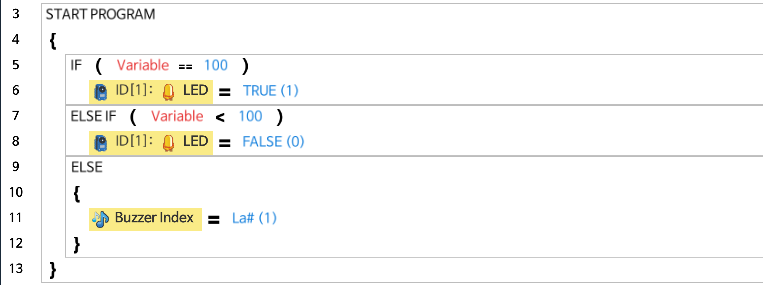 3 START PROGRAM
4 {
5 IF ( Variable == 100 )
6 ID[1]: LED = TRUE (1)
7 ELSE IF ( Variable < 100 )
8 ID[1]: LED = FALSE (0)
9 ELSE
10 {
11 Buzzer Index = La# (1)
12 }
13 }